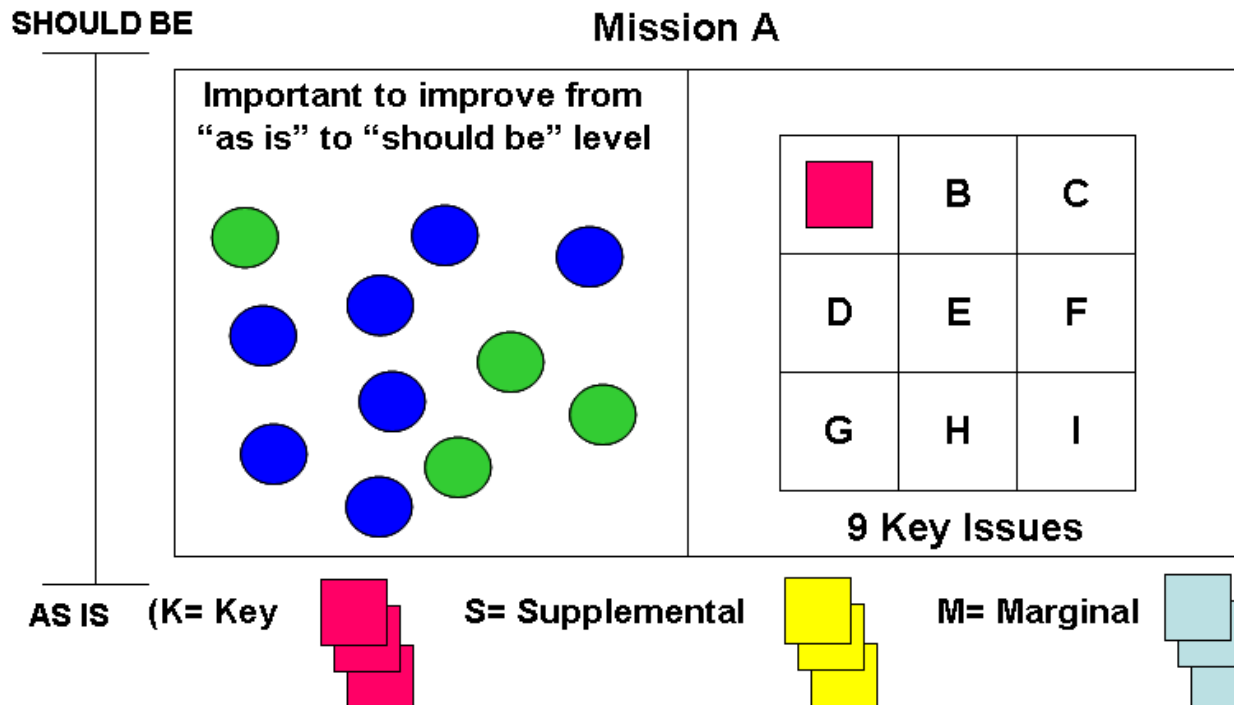 SHOULD BE
Mission A
Important to improve from
“as is” to “should be” level
B C
D E F
G H I
9 Key Issues
AS IS (K= Key S= Supplemental M= Marginal